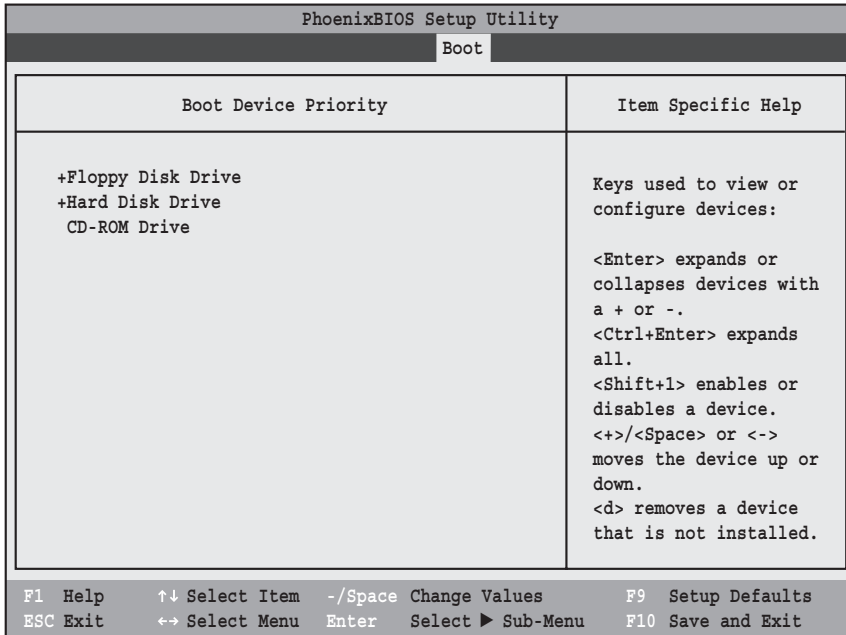 PhoenixBIOS Setup Utility
Boot
Boot Device Priority
Item Specific Help
+Floppy Disk Drive
+Hard Disk Drive
CD-ROM Drive
Keys used to view or
configure devices:
<Enter> expands or
collapses devices with
a + or -.
<Ctrl+Enter> expands
all.
<Shift+1> enables or
disables a device.
<+>/<Space> or <->
moves the device up or
down.
<d> removes a device
that is not installed.
F1 Help ↑↓ Select Item -/Space Change Values F9 Setup Defaults
ESC Exit ←→ Select Menu Enter Select ▶ Sub-Menu F10 Save and Exit